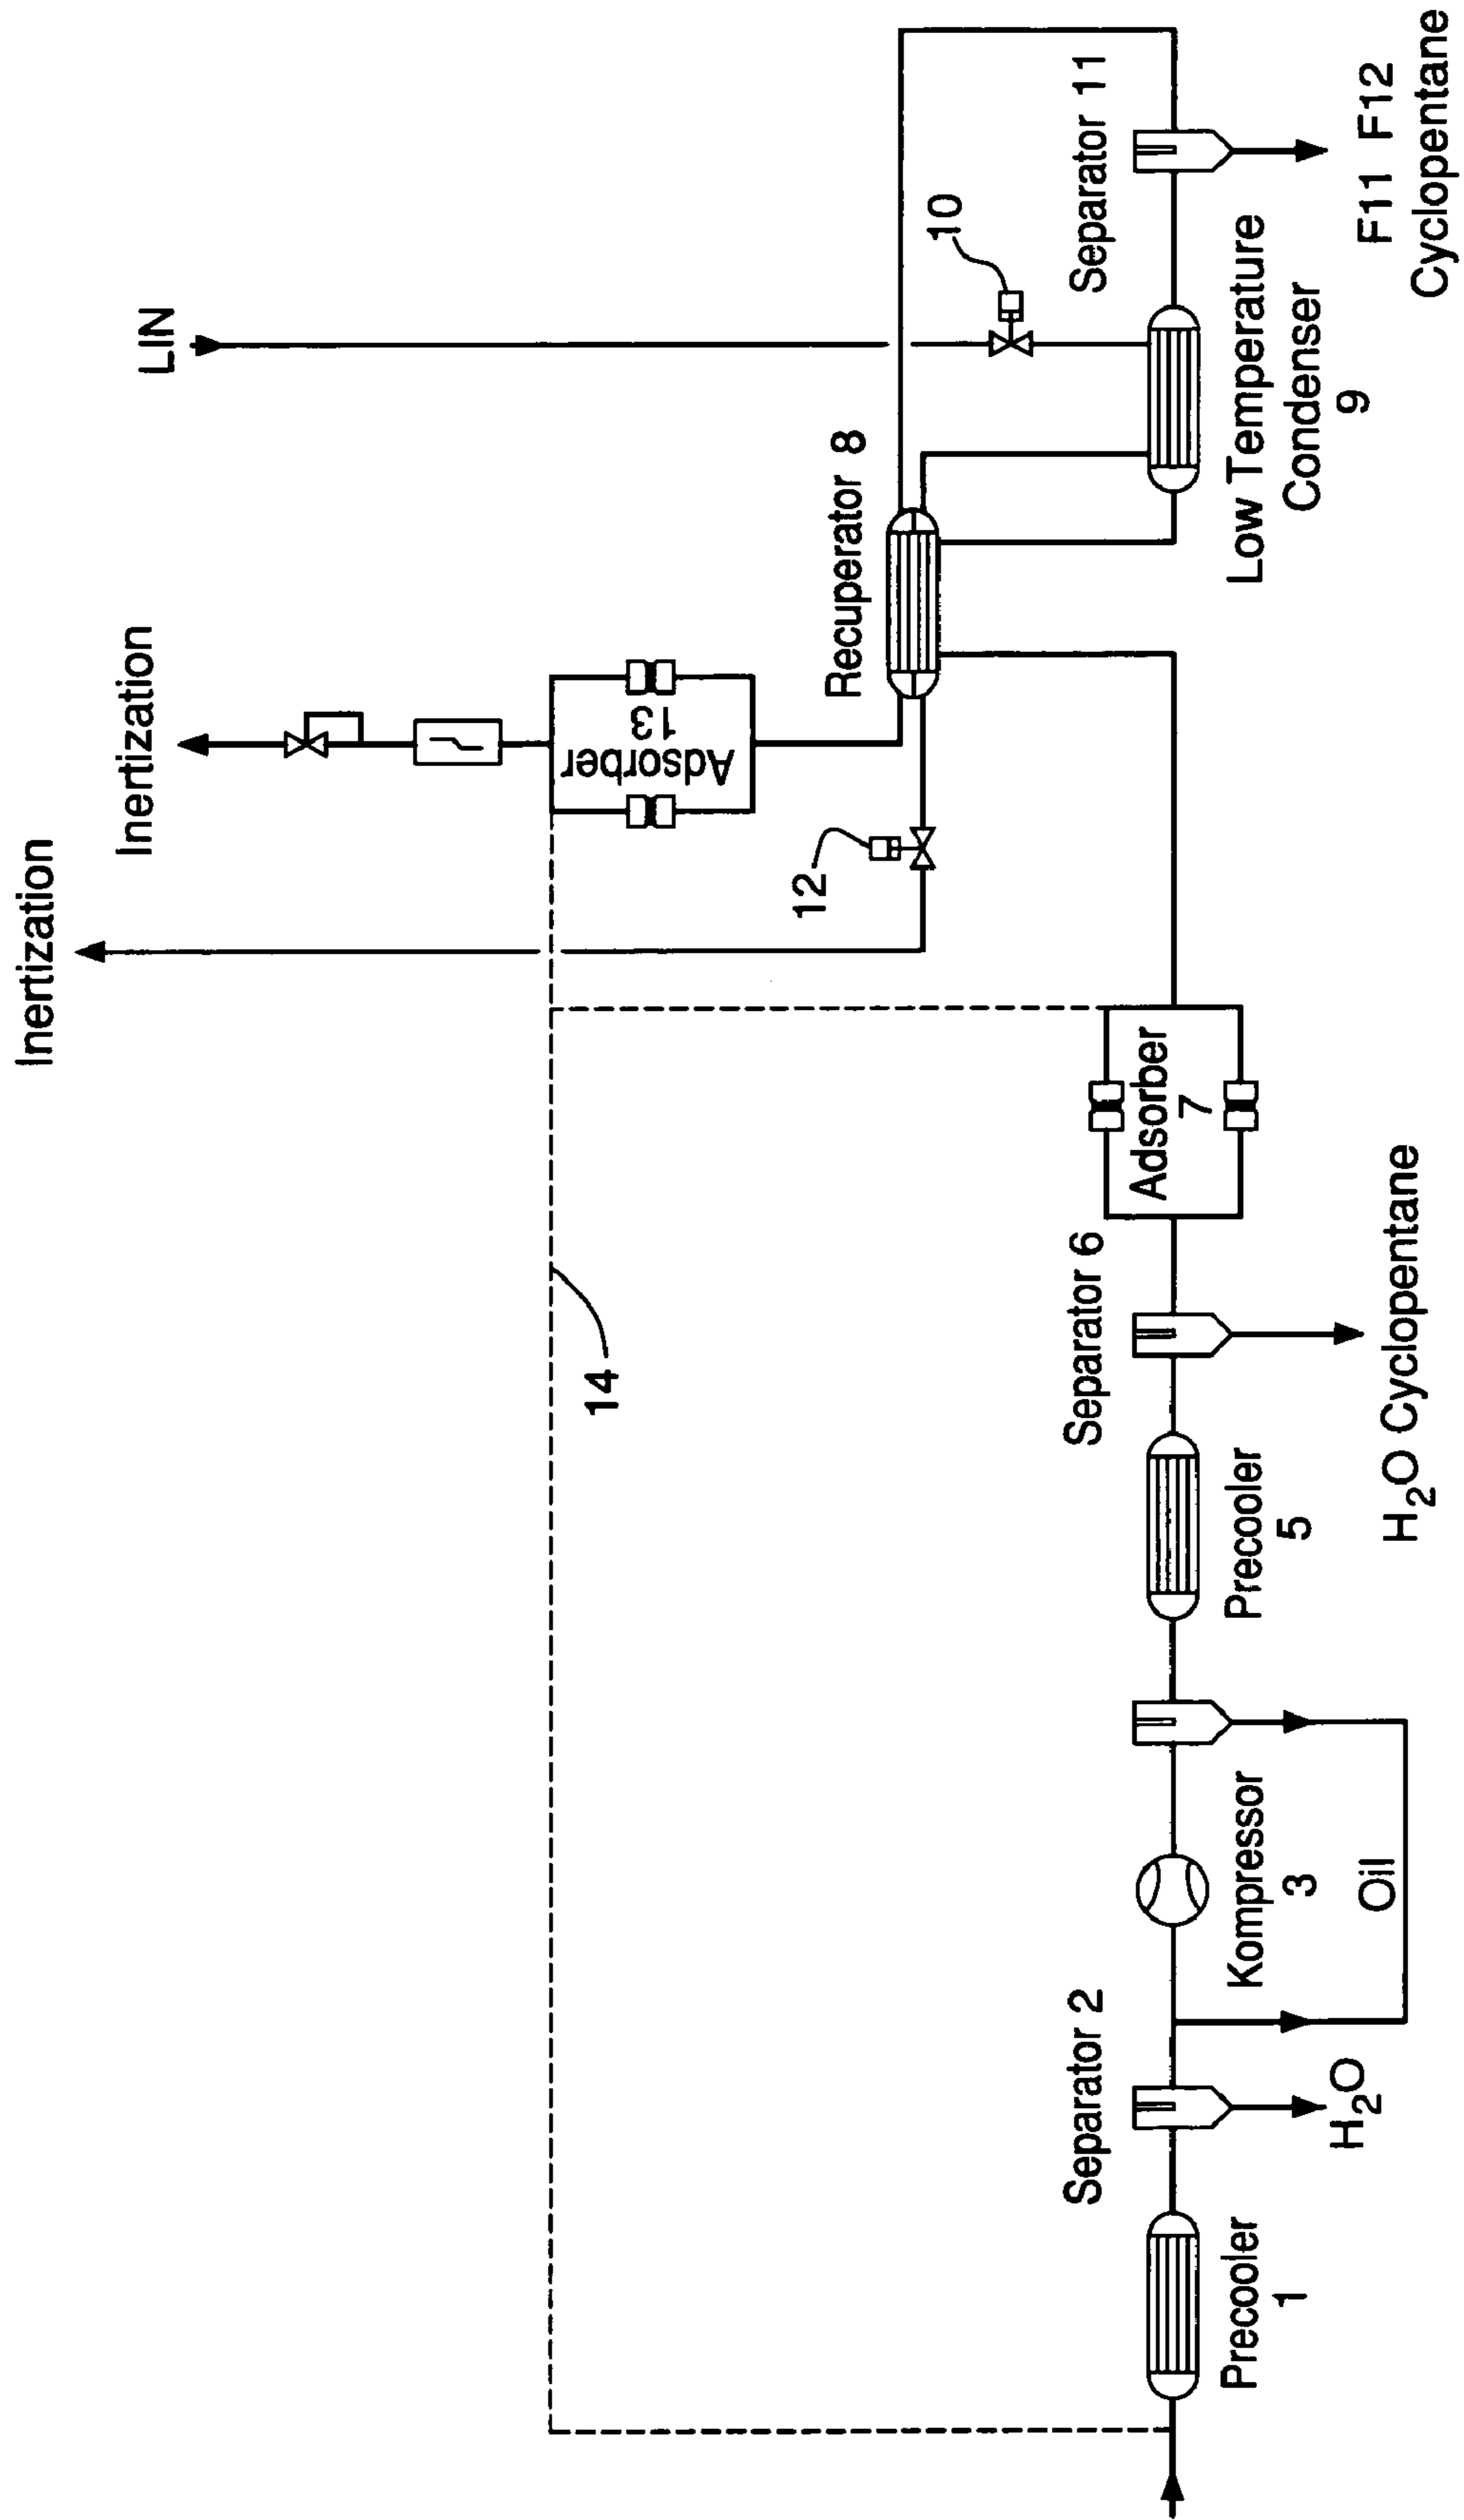 Inertization
Inertization
LIN
Adsorber
13
12
Recuperator 8
10
Separator 11
Low Temperature
Condenser
9
F11 F12
Cyclopentane
14
Precooler
1
Separator 2
H₂O
Kompressor
3
Oil
Precooler
5
Separator 6
H₂O Cyclopentane
Adsorber
7